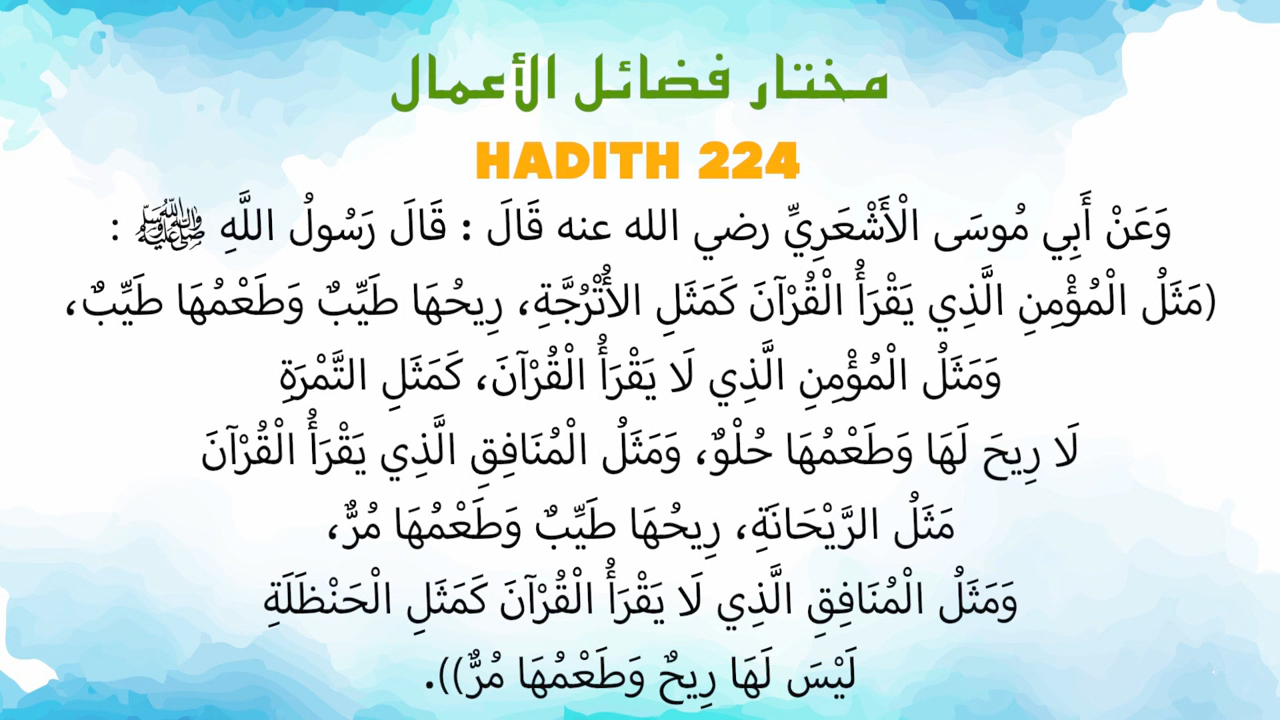 مختار فضائل الأعمال
HADITH 224
وَعَنْ أَبِي مُوسَى الْأَشْعَرِيِّ رضي الله عنه قَالَ : قَالَ رَسُولُ اللَّهِ ﷺ :
(مَثَلُ الْمُؤْمِنِ الَّذِي يَقْرَأُ الْقُرْآنَ كَمَثَلِ الأُتْرُجَّةِ، رِيحُهَا طَيِّبٌ وَطَعْمُهَا طَيِّبٌ،
وَمَثَلُ الْمُؤْمِنِ الَّذِي لَا يَقْرَأُ الْقُرْآنَ، كَمَثَلِ التَّمْرَةِ
لَا رِيحَ لَهَا وَطَعْمُهَا حُلْوٌ، وَمَثَلُ الْمُنَافِقِ الَّذِي يَقْرَأُ الْقُرْآنَ
مَثَلُ الرَّيْحَانَةِ، رِيحُهَا طَيِّبٌ وَطَعْمُهَا مُرٌّ،
وَمَثَلُ الْمُنَافِقِ الَّذِي لَا يَقْرَأُ الْقُرْآنَ كَمَثَلِ الْحَنْظَلَةِ
لَيْسَ لَهَا رِيحٌ وَطَعْمُهَا مُرٌّ)).